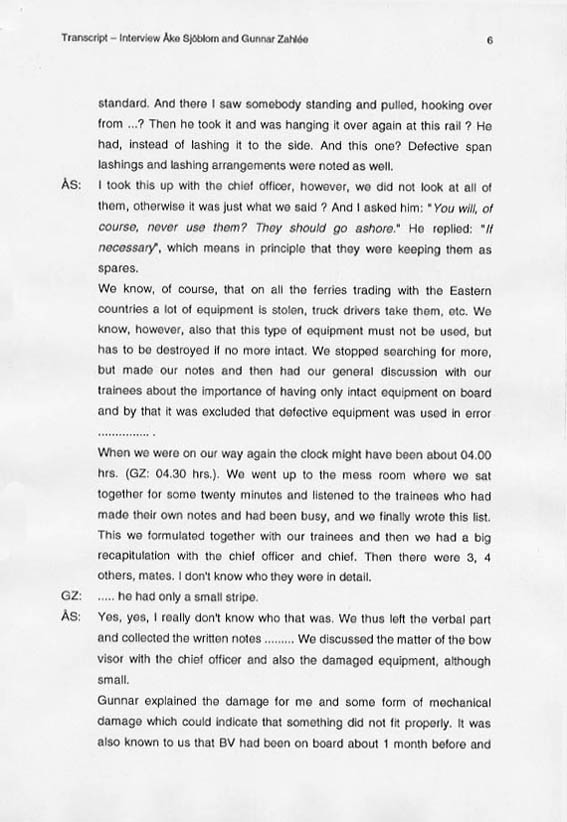 Transcript – Interview Åke Sjöblom and Gunnar Zahlée 6
standard. And there I saw somebody standing and pulled, hooking over
from ...? Then he took it and was hanging it over again at this rail ? He
had, instead of lashing it to the side. And this one? Defective span
lashings and lashing arrangements were noted as well.
ÅS: I took this up with the chief officer, however, we did not look at all of
them, otherwise it was just what we said ? And I asked him: "You will, of
course, never use them? They should go ashore." He replied: "If
necessary", which means in principle that they were keeping them as
spares.
We know, of course, that on all the ferries trading with the Eastern
countries a lot of equipment is stolen, truck drivers take them, etc. We
know, however, also that this type of equipment must not be used, but
has to be destroyed if no more intact. We stopped searching for more,
but made our notes and then had our general discussion with our
trainees about the importance of having only intact equipment on board
and by that it was excluded that defective equipment was used in error
............... .
When we were on our way again the clock might have been about 04.00
hrs. (GZ: 04.30 hrs.). We went up to the mess room where we sat
together for some twenty minutes and listened to the trainees who had
made their own notes and had been busy, and we finally wrote this list.
This we formulated together with our trainees and then we had a big
recapitulation with the chief officer and chief. Then there were 3, 4
others, mates. I don't know who they were in detail.
GZ: ..... he had only a small stripe.
ÅS: Yes, yes, I really don't know who that was. We thus left the verbal part
and collected the written notes ......... We discussed the matter of the bow
visor with the chief officer and also the damaged equipment, although
small.
Gunnar explained the damage for me and some form of mechanical
damage which could indicate that something did not fit properly. It was
also known to us that BV had been on board about 1 month before and